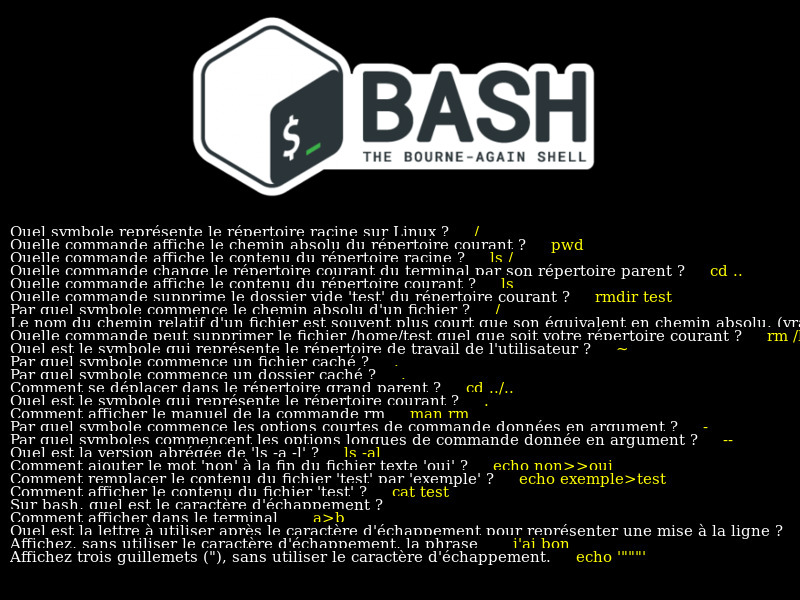 $_
BASH
THE BOURNE-AGAIN SHELL
Quel symbole représente le répertoire racine sur Linux ? /
Quelle commande affiche le chemin absolu du répertoire courant ? pwd
Quelle commande affiche le contenu du répertoire racine ? ls /
Quelle commande change le répertoire courant du terminal par son répertoire parent ? cd ..
Quelle commande affiche le contenu du répertoire courant ? ls
Quelle commande supprime le dossier vide 'test' du répertoire courant ? rmdir test
Par quel symbole commence le chemin absolu d'un fichier ? /
Le nom du chemin relatif d'un fichier est souvent plus court que son équivalent en chemin absolu.
Quelle commande peut supprimer le fichier /home/test quel que soit votre répertoire courant ? rm
Quel est le symbole qui représente le répertoire de travail de l'utilisateur ? ~
Par quel symbole commence un fichier caché ? .
Par quel symbole commence un dossier caché ? .
Comment se déplacer dans le répertoire grand parent ? cd ../..
Quel est le symbole qui représente le répertoire courant ? .
Comment afficher le manuel de la commande rm man rm
Par quel symbole commence les options courtes de commande données en argument ? -
Par quel symboles commencent les options longues de commande donnée en argument ? --
Quel est la version abrégée de 'ls -a -l' ? ls -al
Comment ajouter le mot 'non' à la fin du fichier texte 'oui' ? echo non>>oui
Comment remplacer le contenu du fichier 'test' par 'exemple' ? echo exemple>test
Comment afficher le contenu du fichier 'test' ? cat test
Sur bash, quel est le caractère d'échappement ?
Comment afficher dans le terminal a>b
Quel est la lettre à utiliser après le caractère d'échappement pour représenter une mise à la ligne ?
Affichez, sans utiliser le caractère d'échappement, la phrase j'ai bon
Affichez trois guillemets ("), sans utiliser le caractère d'échappement. echo '"""'